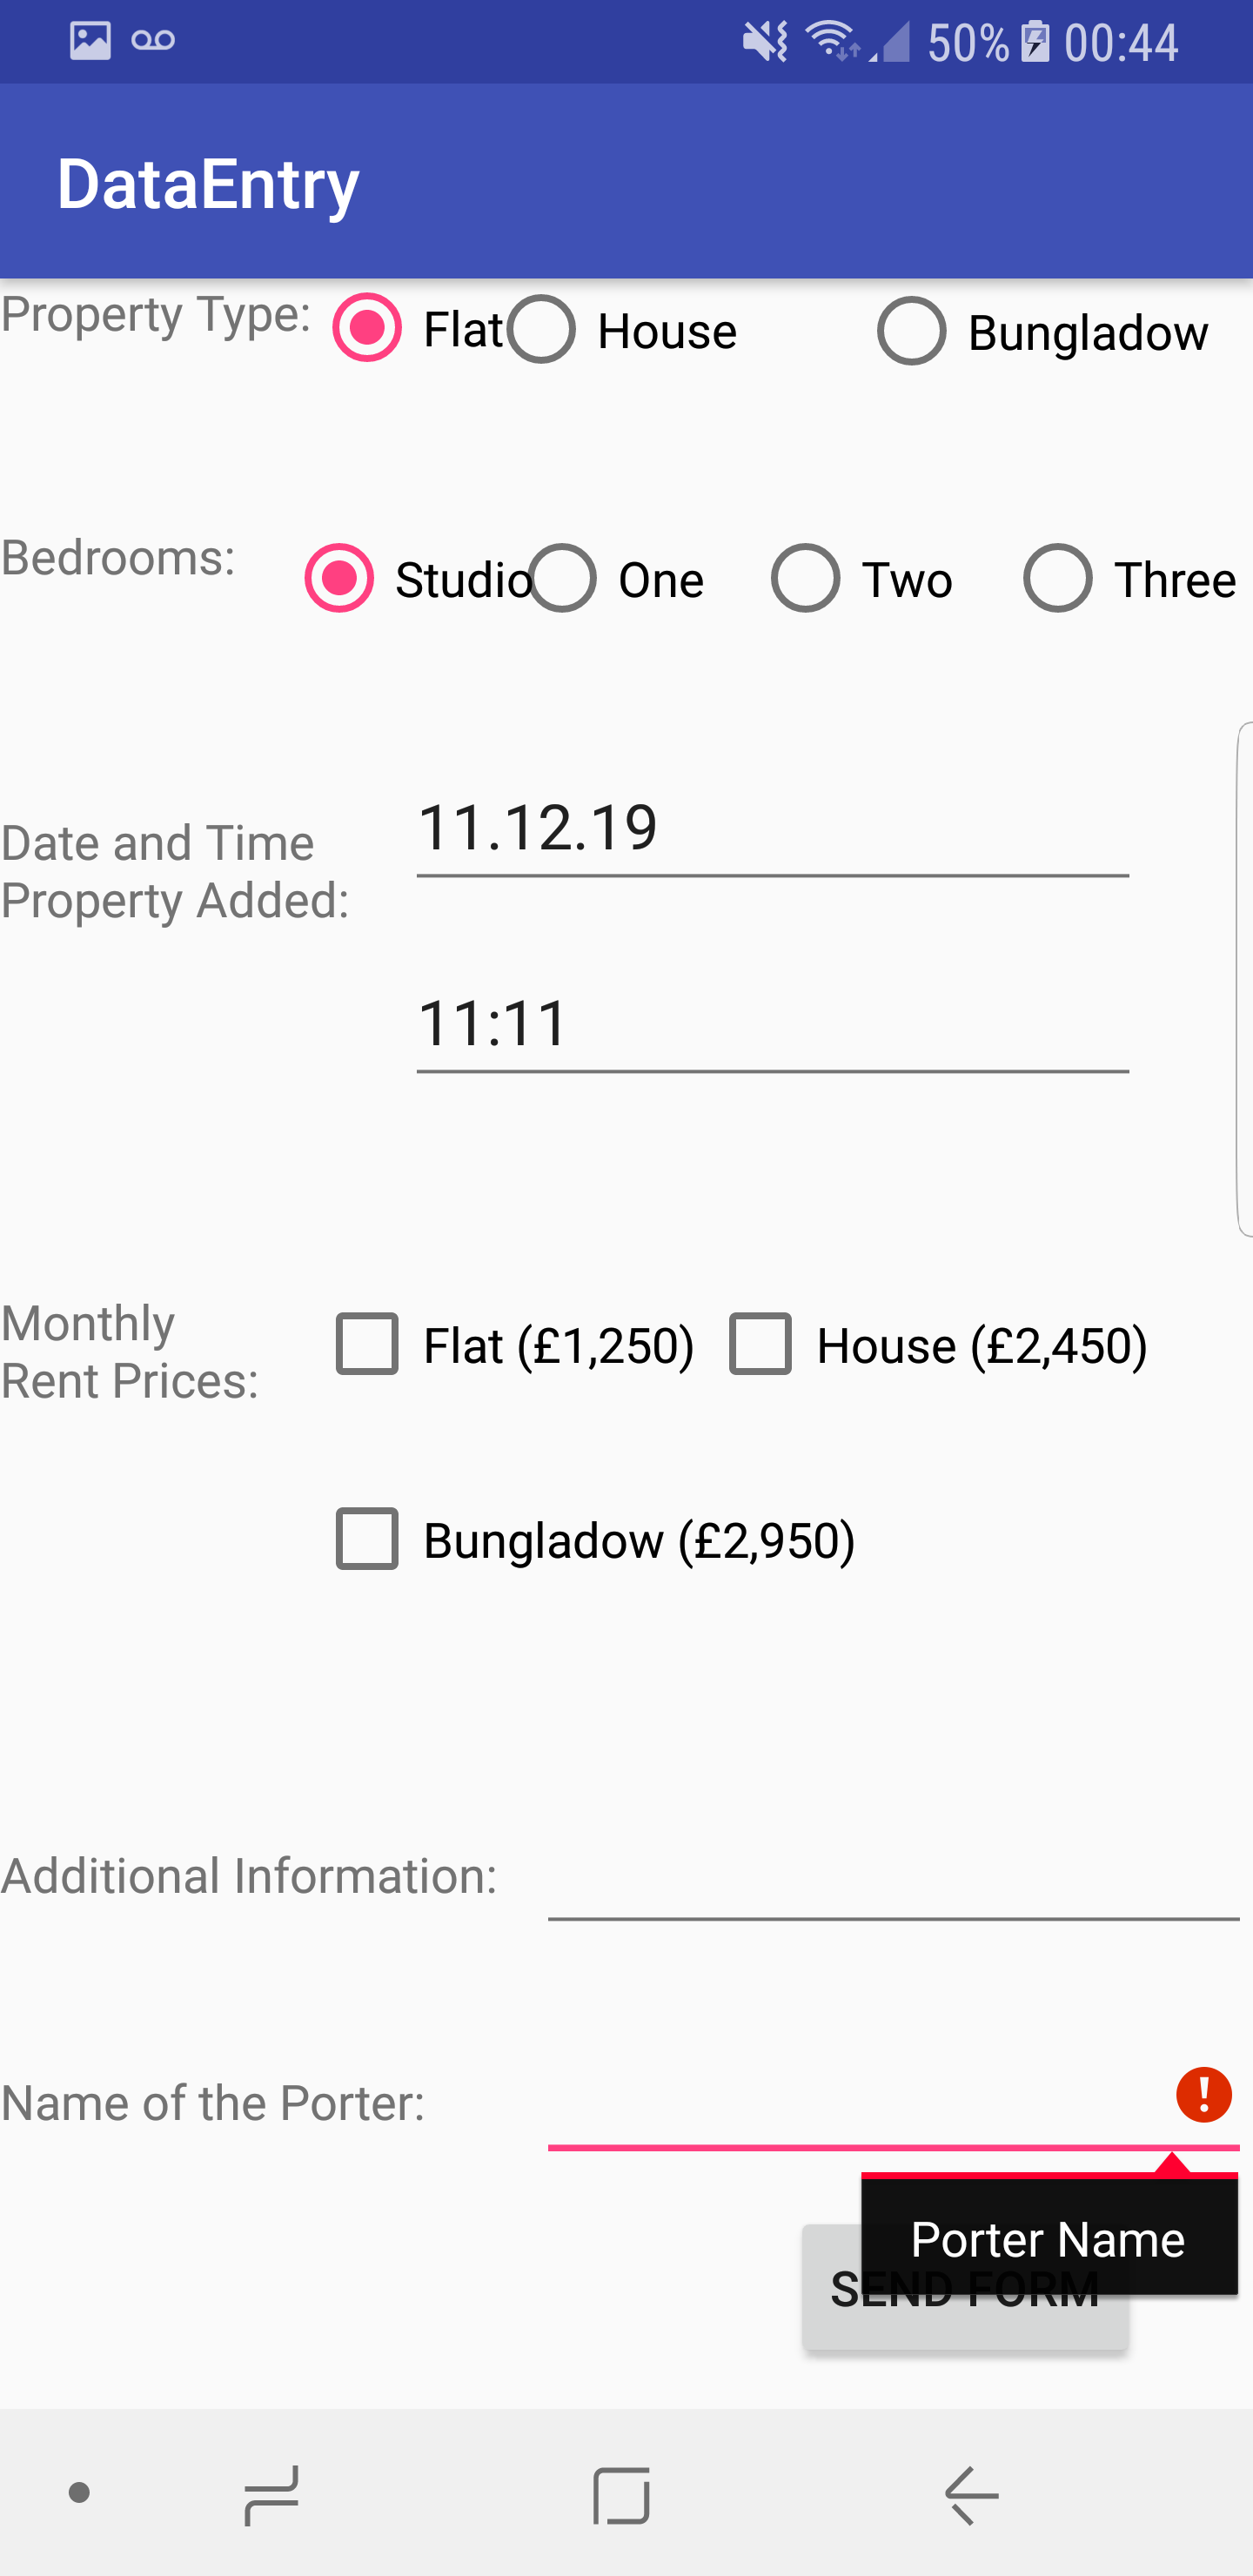 50% 00:44
DataEntry
Property Type: Flat House Bungladow
Bedrooms: Studio One Two Three
Date and Time
Property Added:
11.12.19
11:11
Monthly
Rent Prices:
Flat (£1,250) House (£2,450)
Bungladow (£2,950)
Additional Information:
Name of the Porter:
Porter Name
SEND FORM